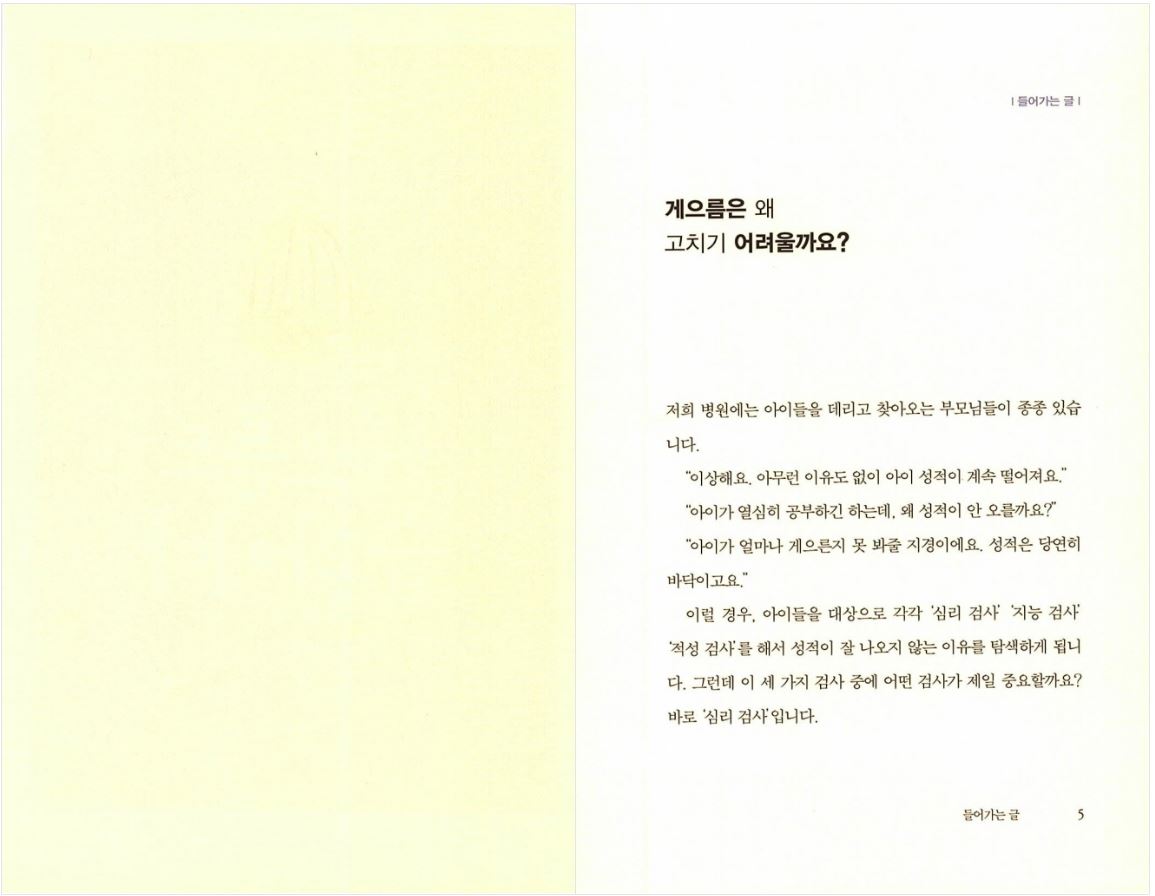 | 들어가는 글 |
게으름은 왜
고치기 어려울까요?
저희 병원에는 아이들을 데리고 찾아오는 부모님들이 종종 있습
니다.
“이상해요. 아무런 이유도 없이 아이 성적이 계속 떨어져요.”
“아이가 열심히 공부하긴 하는데, 왜 성적이 안 오를까요?”
“아이가 얼마나 게으른지 못 봐줄 지경이에요. 성적은 당연히
바닥이고요.”
이럴 경우, 아이들을 대상으로 각각 ‘심리 검사’ ‘지능 검사’
‘적성 검사’를 해서 성적이 잘 나오지 않는 이유를 탐색하게 됩니
다. 그런데 이 세 가지 검사 중에 어떤 검사가 제일 중요할까요?
바로 ‘심리 검사’입니다.
들어가는 글 5